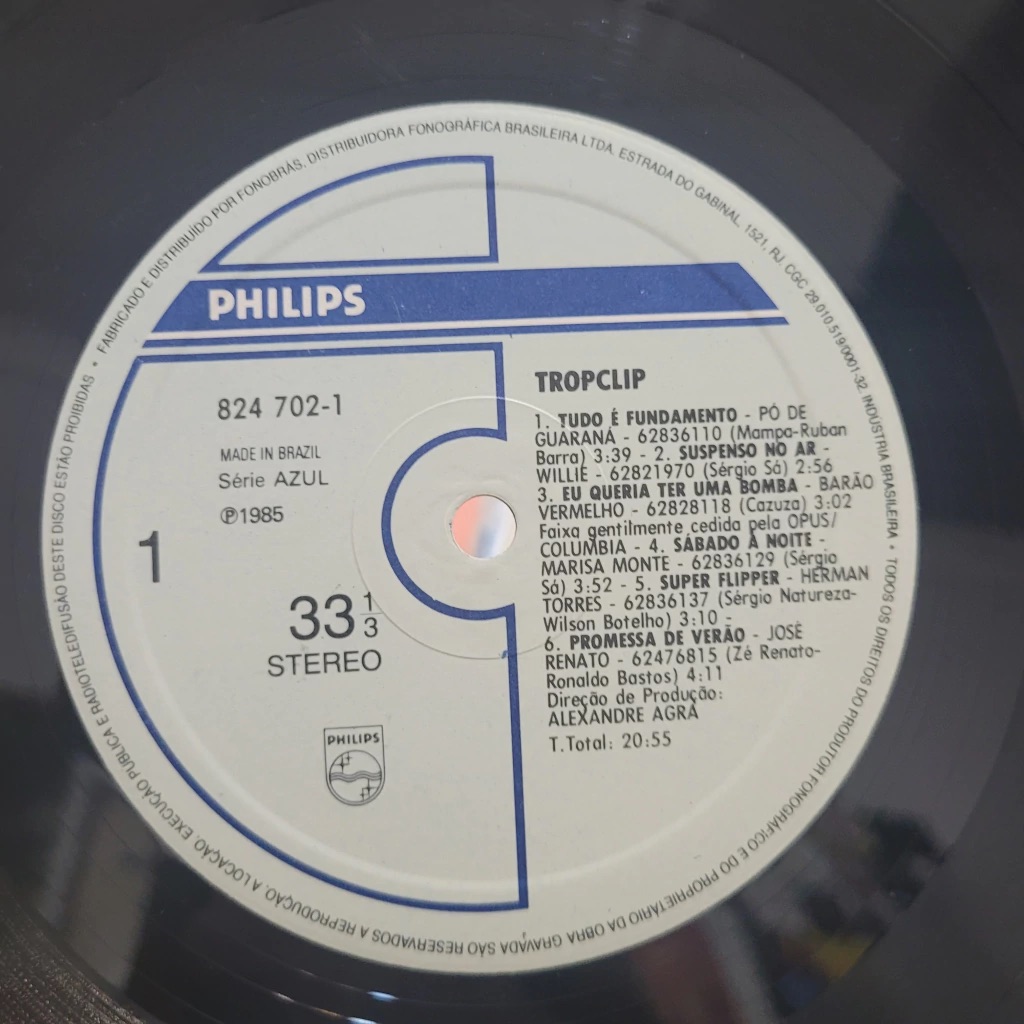 • FABRICADO E DISTRIBUÍDO POR FONOBRÁS, DISTRIBUIDORA FONOGRÁFICA BRASILEIRA LTDA. ESTRADA DO GABINAL, 1521, RJ. CGC 29.010.519/0001-32. INDÚSTRIA BRASILEIRA • TODOS OS DIREITOS DO PRODUTOR FONOGRÁFICO E DO PROPRIETÁRIO DA OBRA GRAVADA SÃO RESERVADOS A REPRODUÇÃO, A LOCAÇÃO, EXECUÇÃO PÚBLICA E RADIOTELEDIFUSÃO DESTE DISCO ESTÃO PROIBIDAS
PHILIPS
824 702-1
MADE IN BRAZIL
Série AZUL
℗1985
1
33 1/3
STEREO
PHILIPS
TROPCLIP
1. TUDO É FUNDAMENTO - PÓ DE
GUARANÁ - 62836110 (Mampa-Ruban
Barra) 3:39 - 2. SUSPENSO NO AR -
WILLIE - 62821970 (Sérgio Sá) 2:56
3. EU QUERIA TER UMA BOMBA - BARÃO
VERMELHO - 62828118 (Cazuza) 3:02
Faixa gentilmente cedida pela OPUS/
COLUMBIA - 4. SÁBADO À NOITE -
MARISA MONTE - 62836129 (Sérgio
Sá) 3:52 - 5. SUPER FLIPPER - HERMAN
TORRES - 62836137 (Sérgio Natureza-
Wilson Botelho) 3:10 -
6. PROMESSA DE VERÃO - JOSÉ
RENATO - 62476815 (Zé Renato-
Ronaldo Bastos) 4:11
Direção de Produção:
ALEXANDRE AGRA
T.Total: 20:55